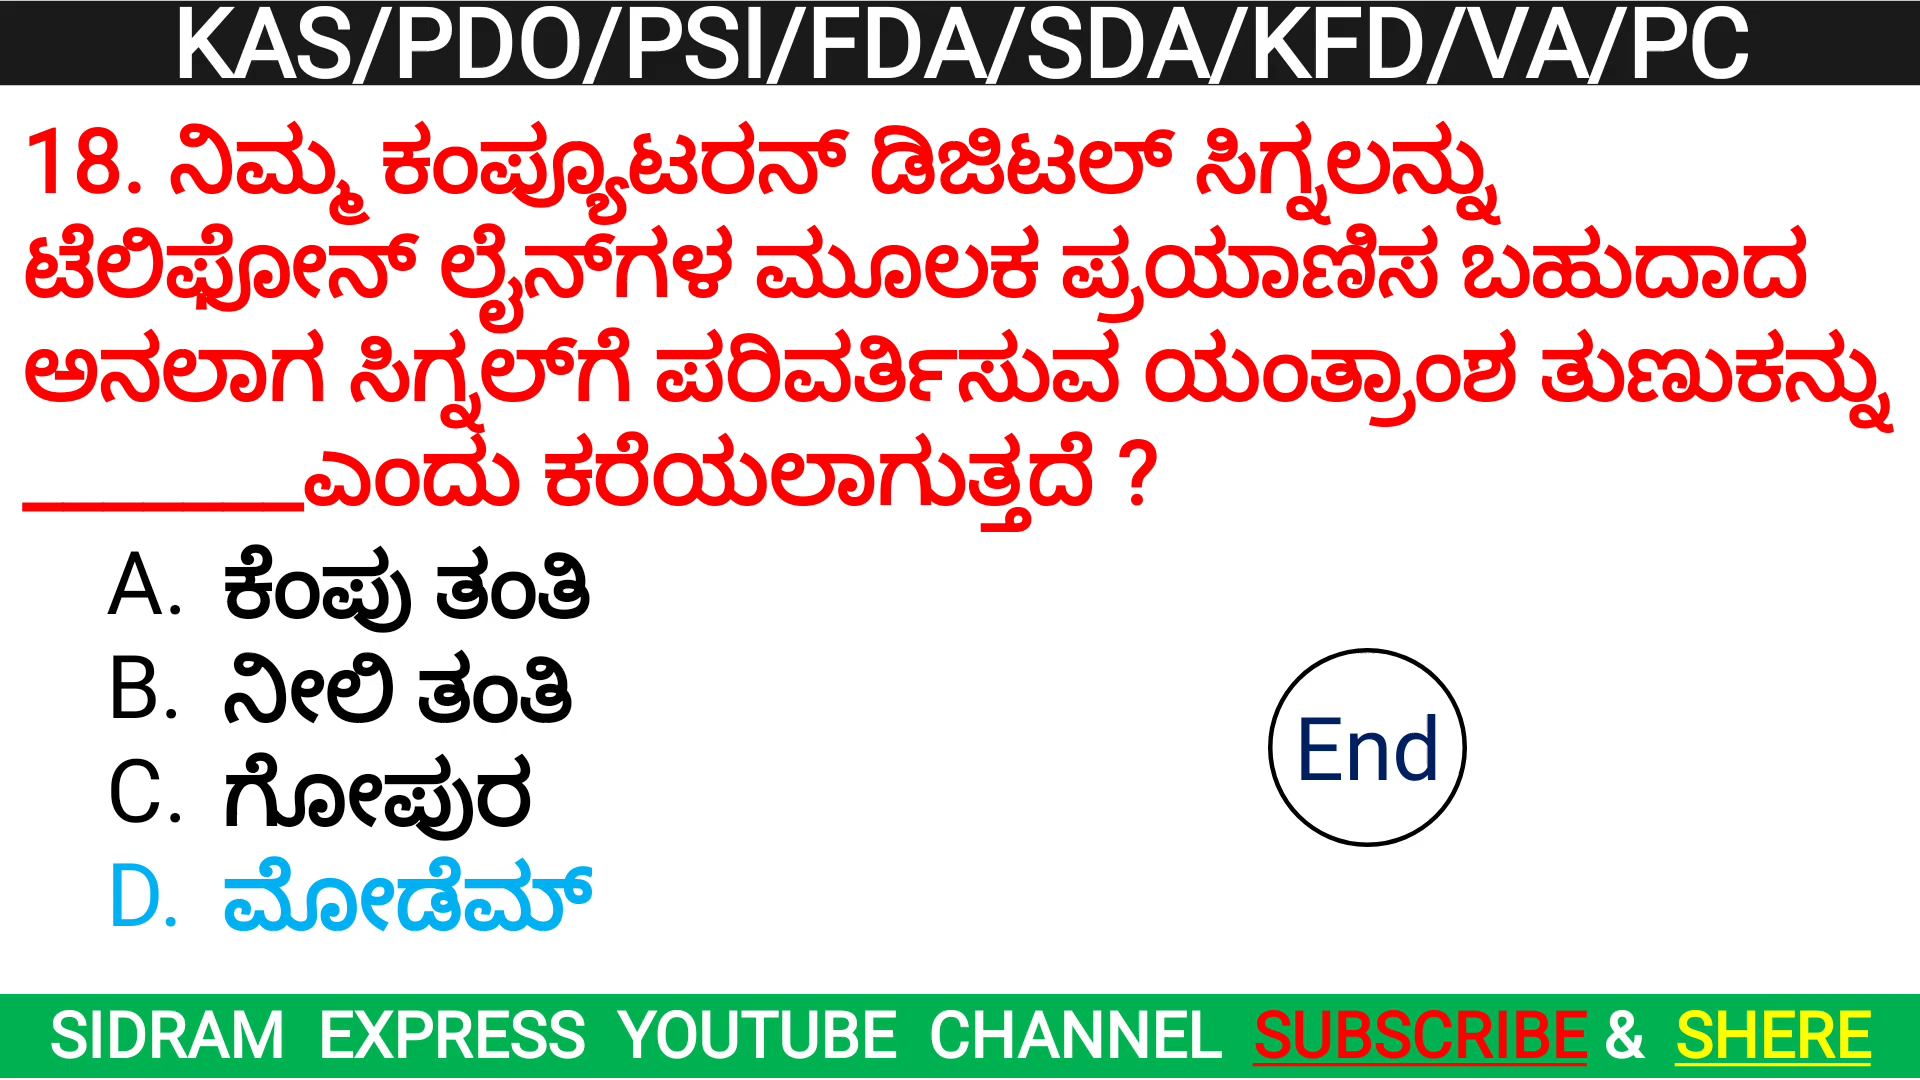 KAS/PDO/PSI/FDA/SDA/KFD/VA/PC
18. ನಿಮ್ಮ ಕಂಪ್ಯೂಟರನ್ ಡಿಜಿಟಲ್ ಸಿಗ್ನಲನ್ನು
ಟೆಲಿಫೋನ್ ಲೈನ್‌ಗಳ ಮೂಲಕ ಪ್ರಯಾಣಿಸ ಬಹುದಾದ
ಅನಲಾಗ ಸಿಗ್ನಲ್‌ಗೆ ಪರಿವರ್ತಿಸುವ ಯಂತ್ರಾಂಶ ತುಣುಕನ್ನು
_______ಎಂದು ಕರೆಯಲಾಗುತ್ತದೆ ?
A. ಕೆಂಪು ತಂತಿ
B. ನೀಲಿ ತಂತಿ
C. ಗೋಪುರ
D. ಮೋಡೆಮ್
End
SIDRAM EXPRESS YOUTUBE CHANNEL SUBSCRIBE & SHERE